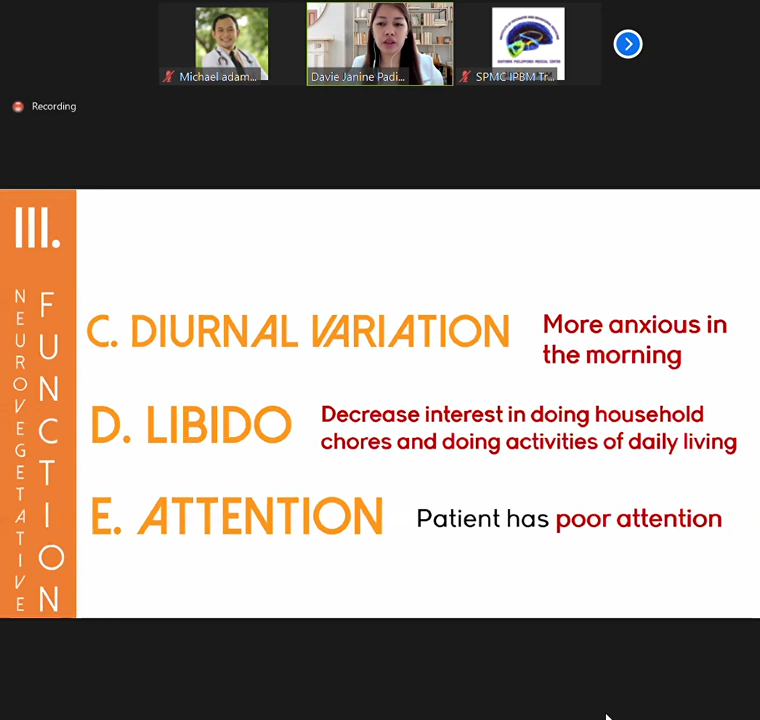 Michael adam...
Davie Janine Padi...
SPMC IPBM Tr...
Recording
III.
NEUROVEGETATIVE
FUNCTION
C. DIURNAL VARIATION
More anxious in
the morning
D. LIBIDO
Decrease interest in doing household
chores and doing activities of daily living
E. ATTENTION
Patient has poor attention